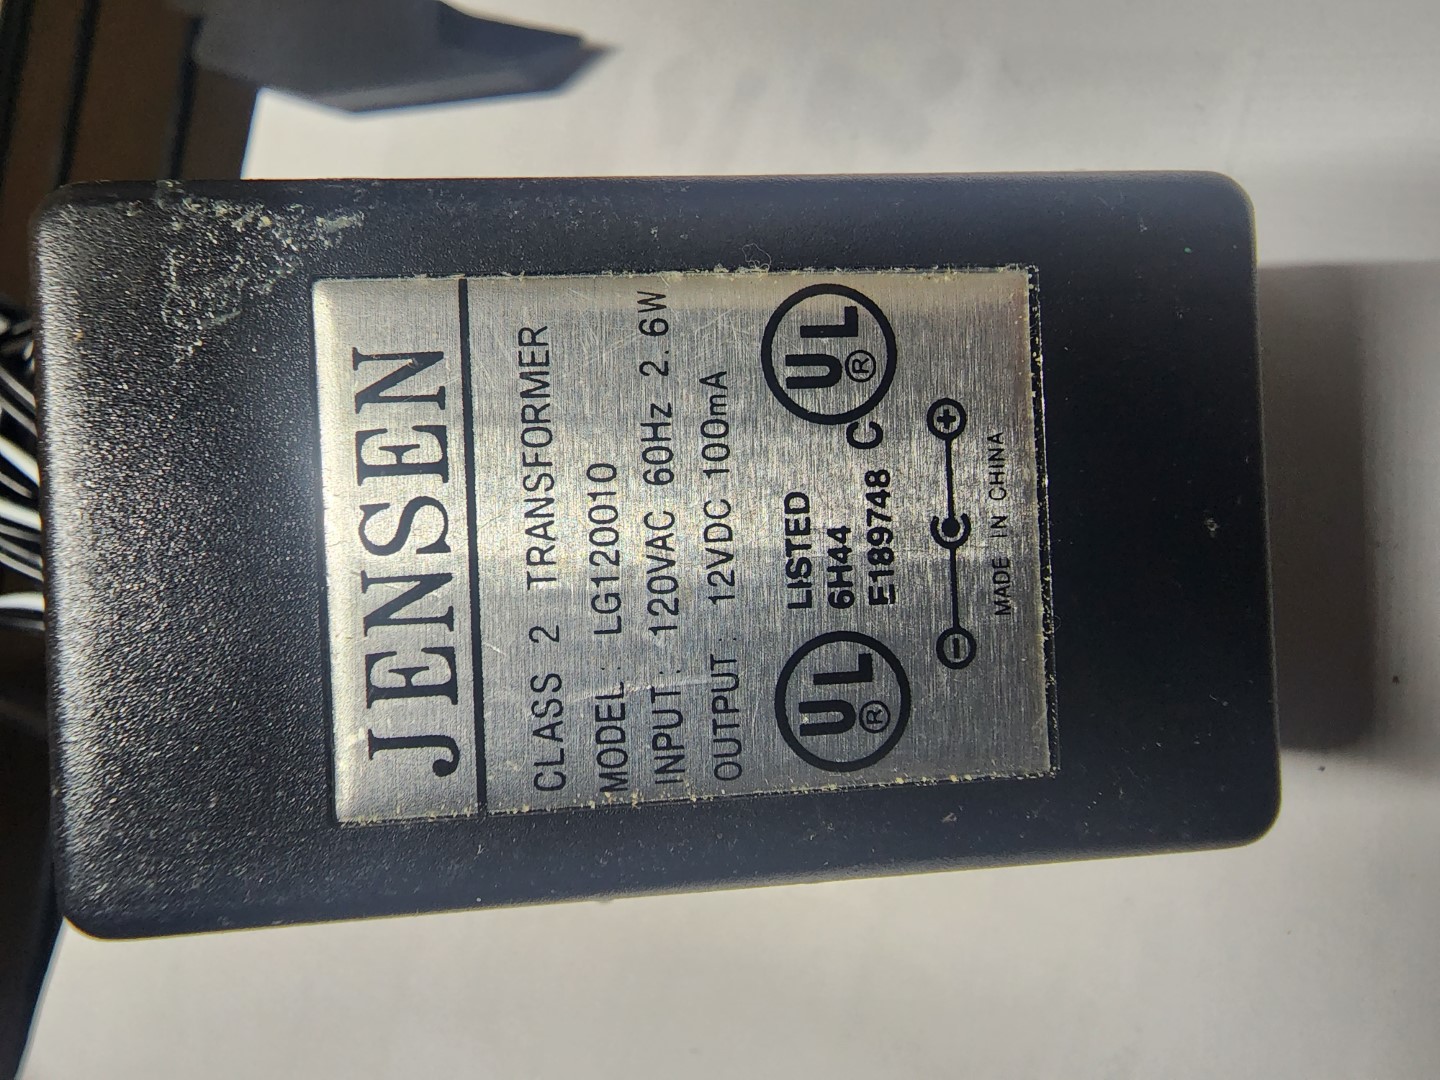 JENSEN
CLASS 2 TRANSFORMER
MODEL: LG120010
INPUT: 120VAC 60Hz 2.6W
OUTPUT: 12VDC 100mA
UL ® LISTED
6H44
E189748 C UL ®
MADE IN CHINA